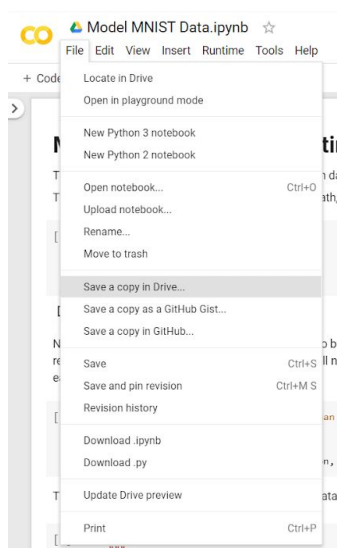 Model MNIST Data.ipynb
File Edit View Insert Runtime Tools Help
+ Code
Locate in Drive
Open in playground mode
New Python 3 notebook
New Python 2 notebook
Open notebook... Ctrl+O
Upload notebook...
Rename...
Move to trash
Save a copy in Drive...
Save a copy as a GitHub Gist...
Save a copy in GitHub...
Save Ctrl+S
Save and pin revision Ctrl+M S
Revision history
Download .ipynb
Download .py
Update Drive preview
Print Ctrl+P